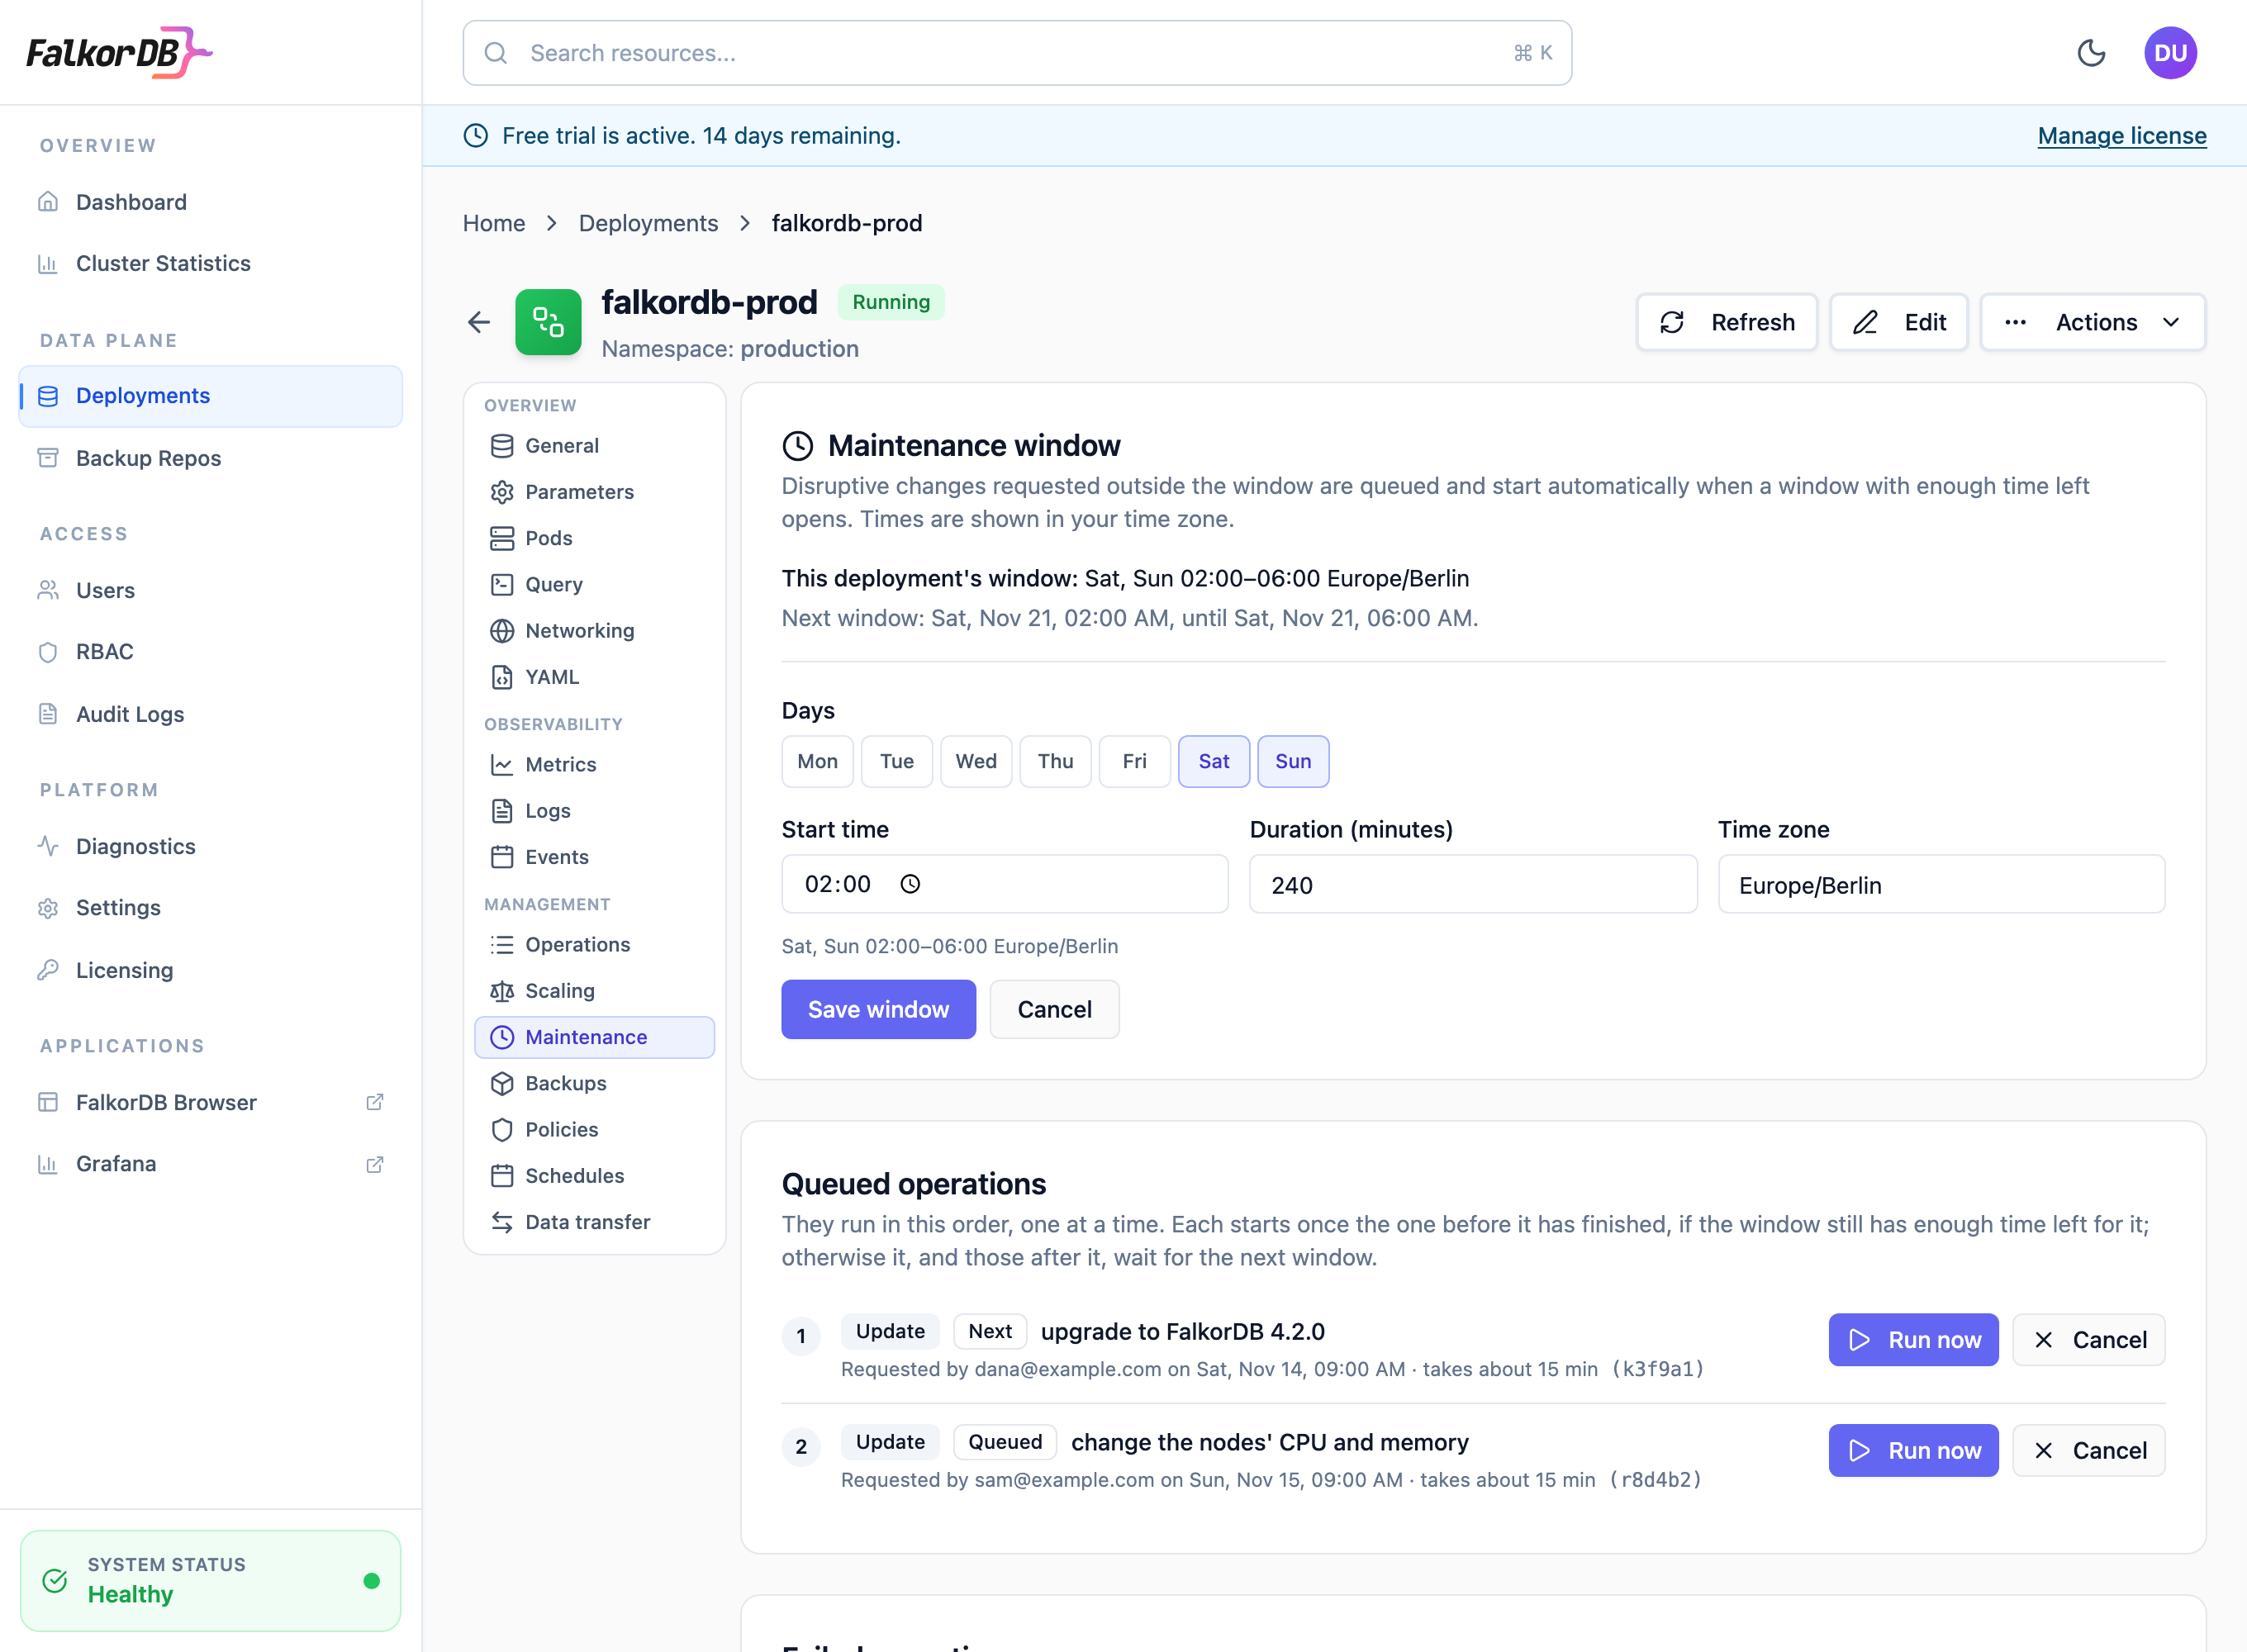 FalkorDB
Search resources...
⌘ K
DU
Free trial is active. 14 days remaining.
Manage license
OVERVIEW
Dashboard
Cluster Statistics
DATA PLANE
Deployments
Backup Repos
ACCESS
Users
RBAC
Audit Logs
PLATFORM
Diagnostics
Settings
Licensing
APPLICATIONS
FalkorDB Browser
Grafana
SYSTEM STATUS
Healthy
Home > Deployments > falkordb-prod
falkordb-prod
Running
Namespace: production
Refresh
Edit
Actions
OVERVIEW
General
Parameters
Pods
Query
Networking
YAML
OBSERVABILITY
Metrics
Logs
Events
MANAGEMENT
Operations
Scaling
Maintenance
Backups
Policies
Schedules
Data transfer
Maintenance window
Disruptive changes requested outside the window are queued and start automatically when a window with enough time left
opens. Times are shown in your time zone.
This deployment's window: Sat, Sun 02:00–06:00 Europe/Berlin
Next window: Sat, Nov 21, 02:00 AM, until Sat, Nov 21, 06:00 AM.
Days
Mon Tue Wed Thu Fri Sat Sun
Start time
02:00
Duration (minutes)
240
Time zone
Europe/Berlin
Sat, Sun 02:00–06:00 Europe/Berlin
Save window
Cancel
Queued operations
They run in this order, one at a time. Each starts once the one before it has finished, if the window still has enough time left for it;
otherwise it, and those after it, wait for the next window.
1 Update Next upgrade to FalkorDB 4.2.0
Requested by dana@example.com on Sat, Nov 14, 09:00 AM · takes about 15 min (k3f9a1)
Run now
Cancel
2 Update Queued change the nodes' CPU and memory
Requested by sam@example.com on Sun, Nov 15, 09:00 AM · takes about 15 min (r8d4b2)
Run now
Cancel